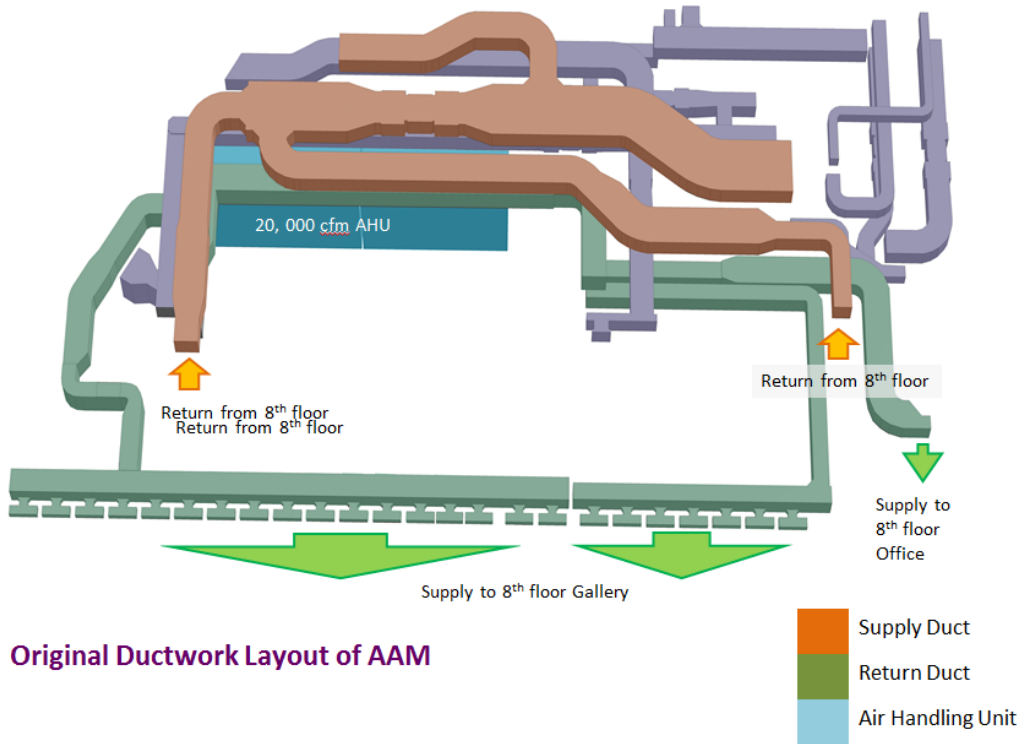 20, 000 cfm AHU
Return from 8th floor
Return from 8th floor
Return from 8th floor
Supply to
8th floor
Office
Supply to 8th floor Gallery
Original Ductwork Layout of AAM
Supply Duct
Return Duct
Air Handling Unit